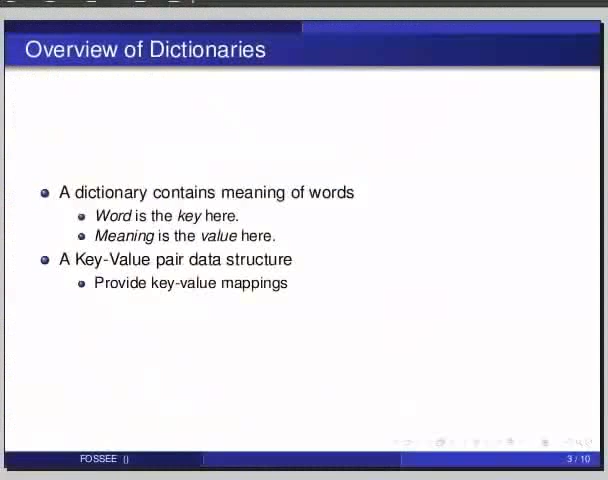 Overview of Dictionaries
A dictionary contains meaning of words
Word is the key here.
Meaning is the value here.
A Key-Value pair data structure
Provide key-value mappings
FOSSEE ()
3 / 10